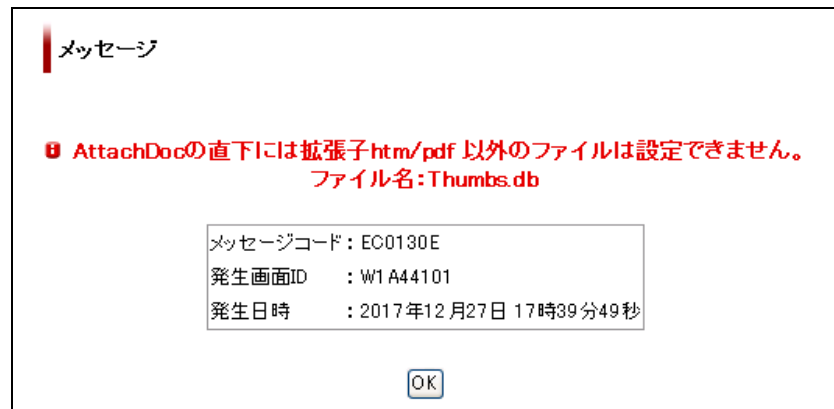 メッセージ
AttachDocの直下には拡張子htm/pdf 以外のファイルは設定できません。
ファイル名:Thumbs.db
メッセージコード:EC0130E
発生画面ID :W1A44101
発生日時 :2017年12月27日 17時39分49秒
OK